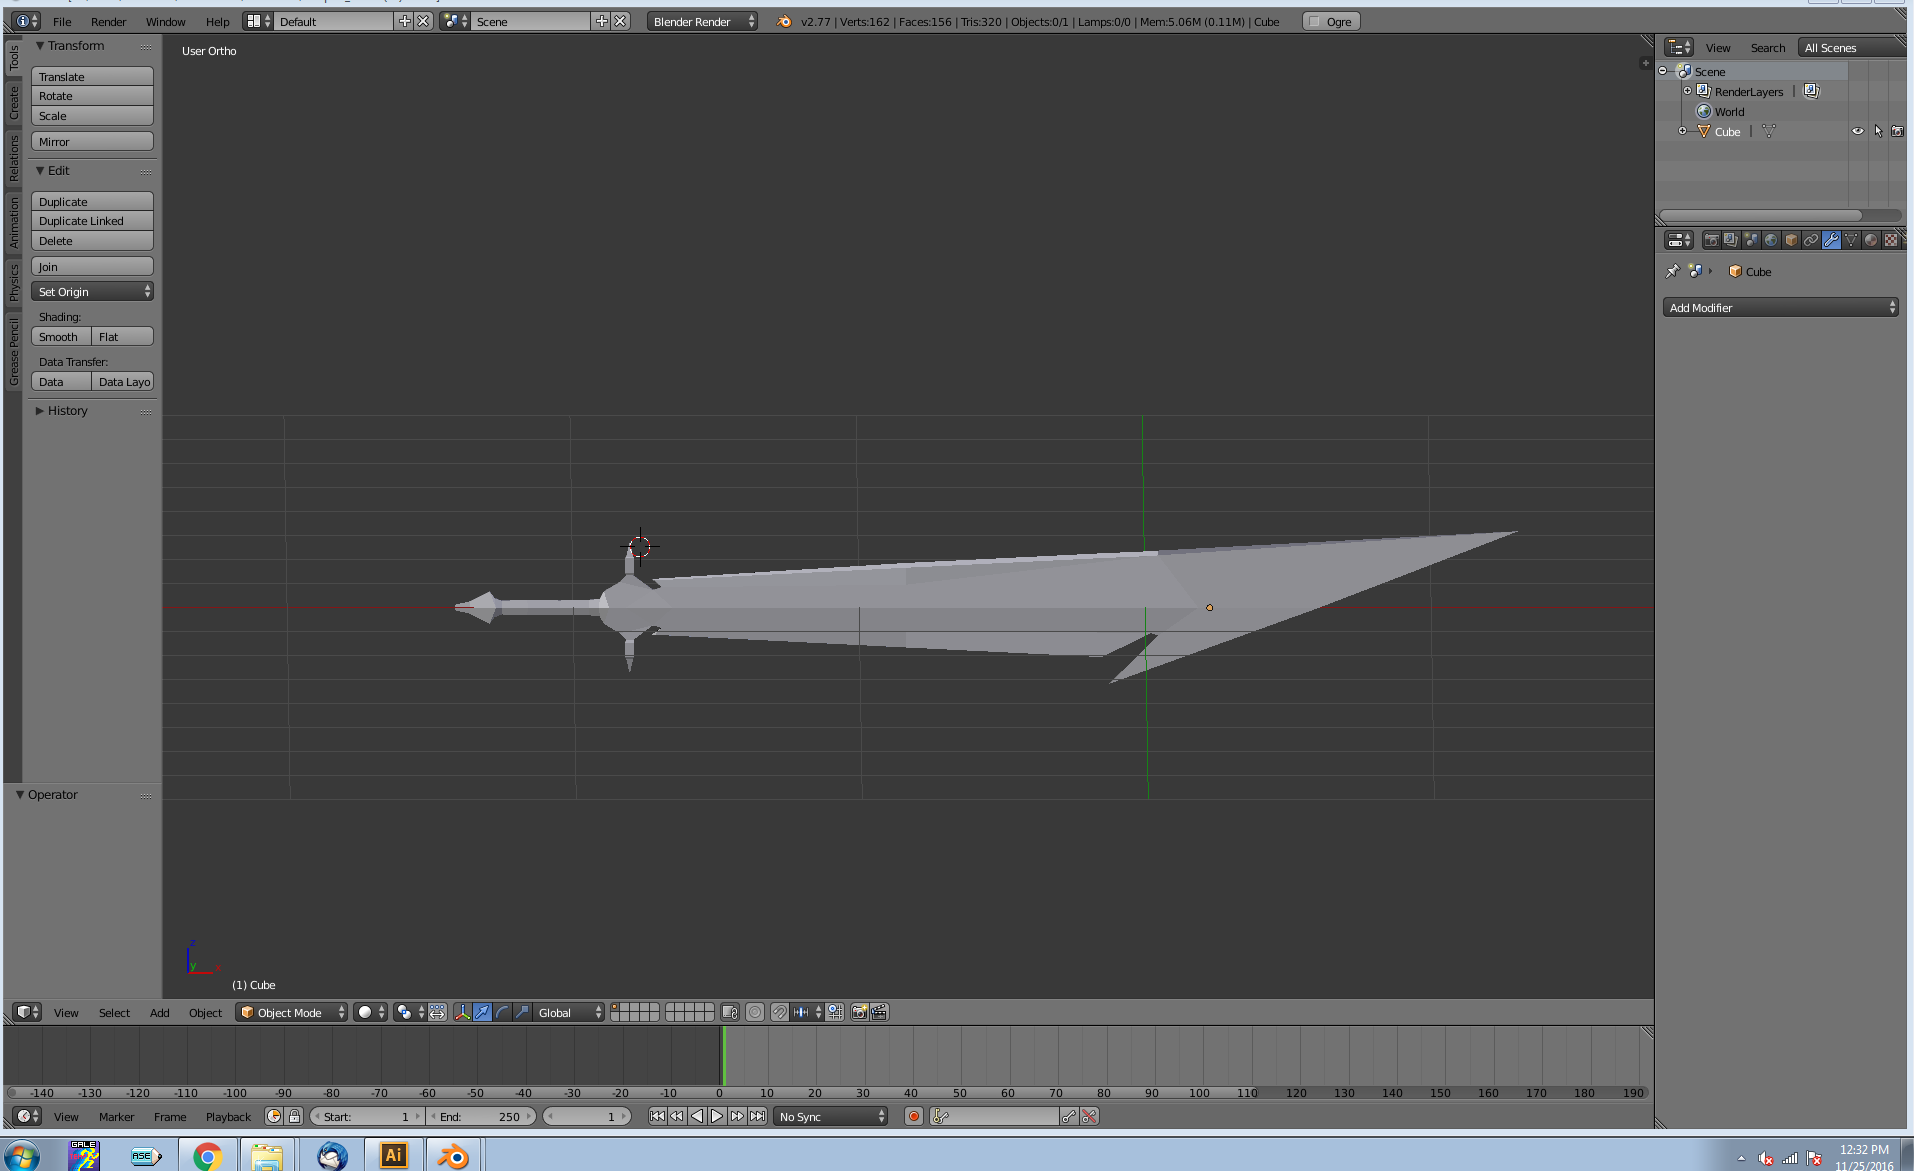 File Render Window Help Default Scene Blender Render v2.77 | Verts:162 | Faces:156 | Tris:320 | Objects:0/1 | Lamps:0/0 | Mem:5.06M (0.11M) | Cube Ogre
Tools
Create
Relations
Animation
Physics
Grease Pencil
Transform
Translate
Rotate
Scale
Mirror
Edit
Duplicate
Duplicate Linked
Delete
Join
Set Origin
Shading:
Smooth Flat
Data Transfer:
Data Data Layo
History
Operator
User Ortho
z
y
x
(1) Cube
View Search All Scenes
Scene
RenderLayers |
World
Cube |
Cube
Add Modifier
View Select Add Object Object Mode Global
-140 -130 -120 -110 -100 -90 -80 -70 -60 -50 -40 -30 -20 -10 0 10 20 30 40 50 60 70 80 90 100 110 120 130 140 150 160 170 180 190
View Marker Frame Playback Start: 1 End: 250 1 No Sync
GALE
ASE
Ai
12:32 PM
11/25/2016